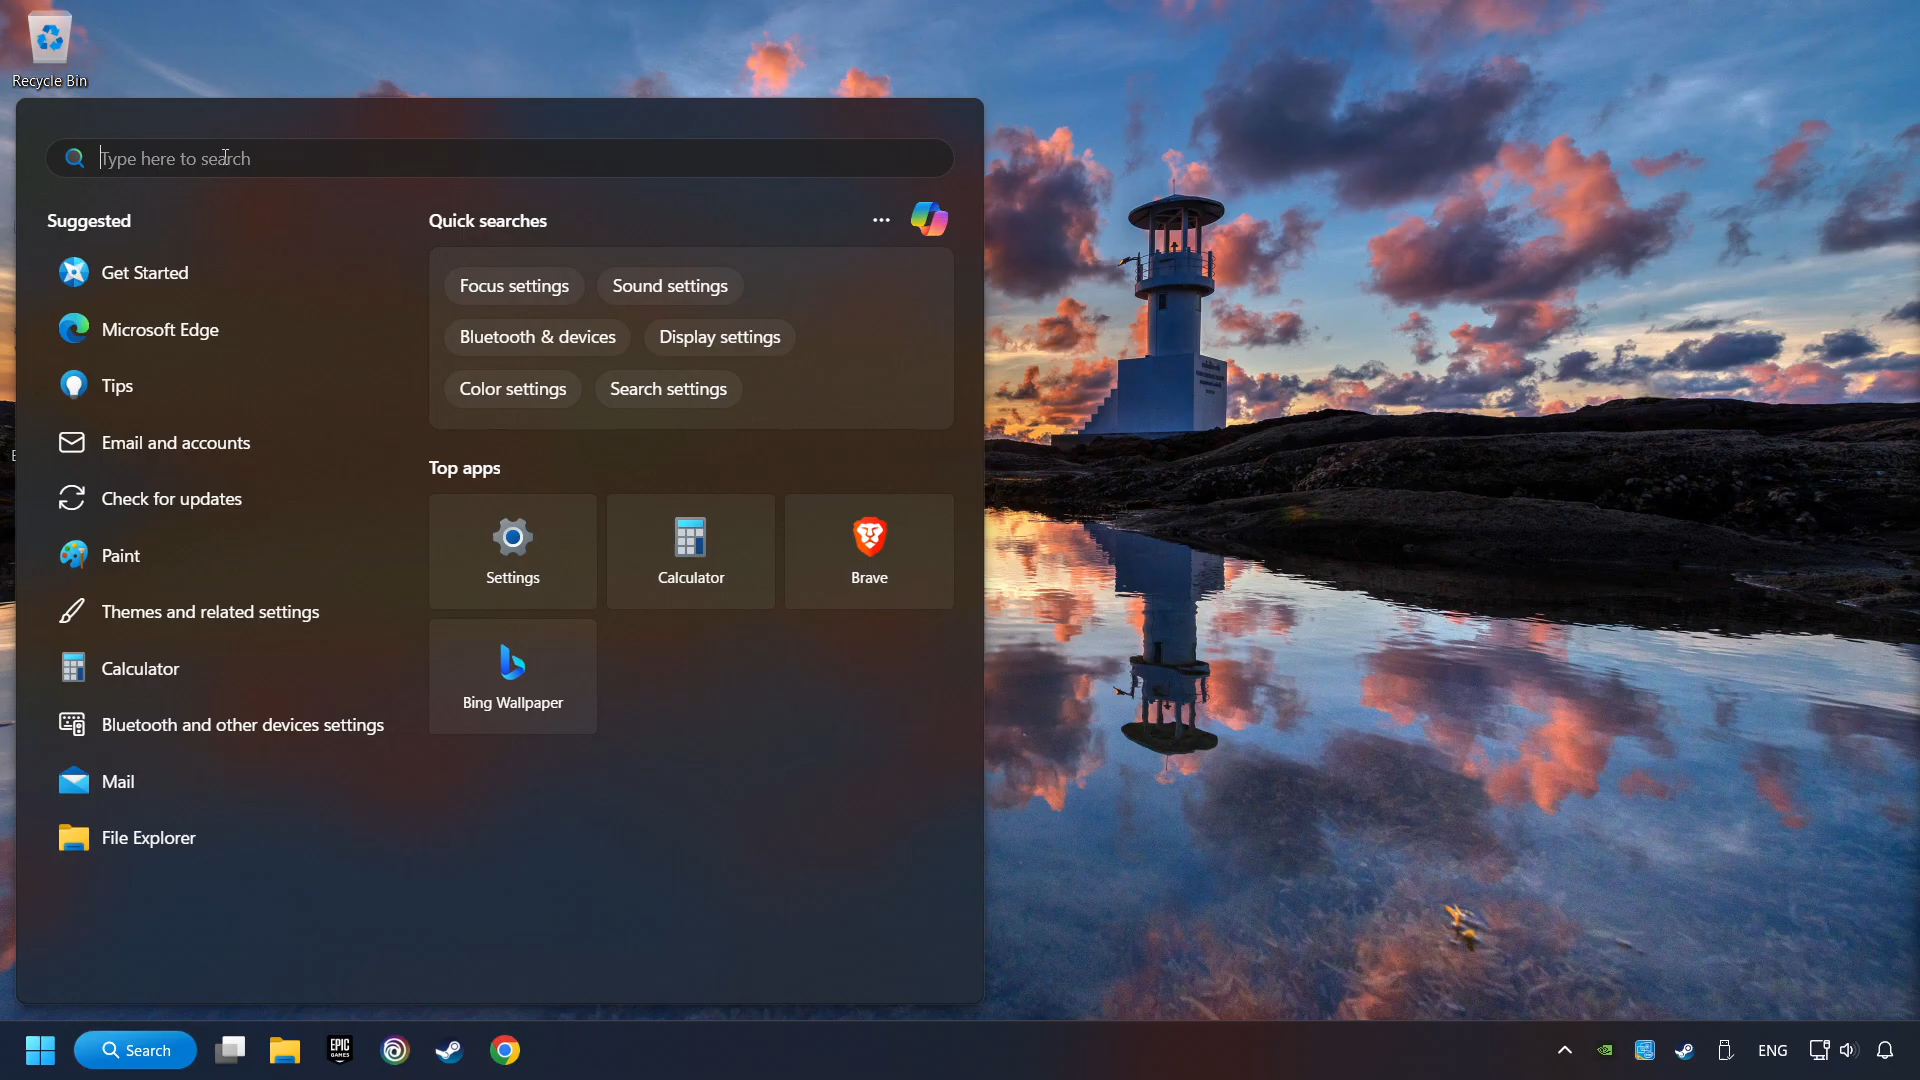 Recycle Bin
Type here to search
Suggested
Get Started
Microsoft Edge
Tips
Email and accounts
Check for updates
Paint
Themes and related settings
Calculator
Bluetooth and other devices settings
Mail
File Explorer
Quick searches
Focus settings
Sound settings
Bluetooth & devices
Display settings
Color settings
Search settings
Top apps
Settings
Calculator
Brave
Bing Wallpaper
Search
EPIC
GAMES
ENG